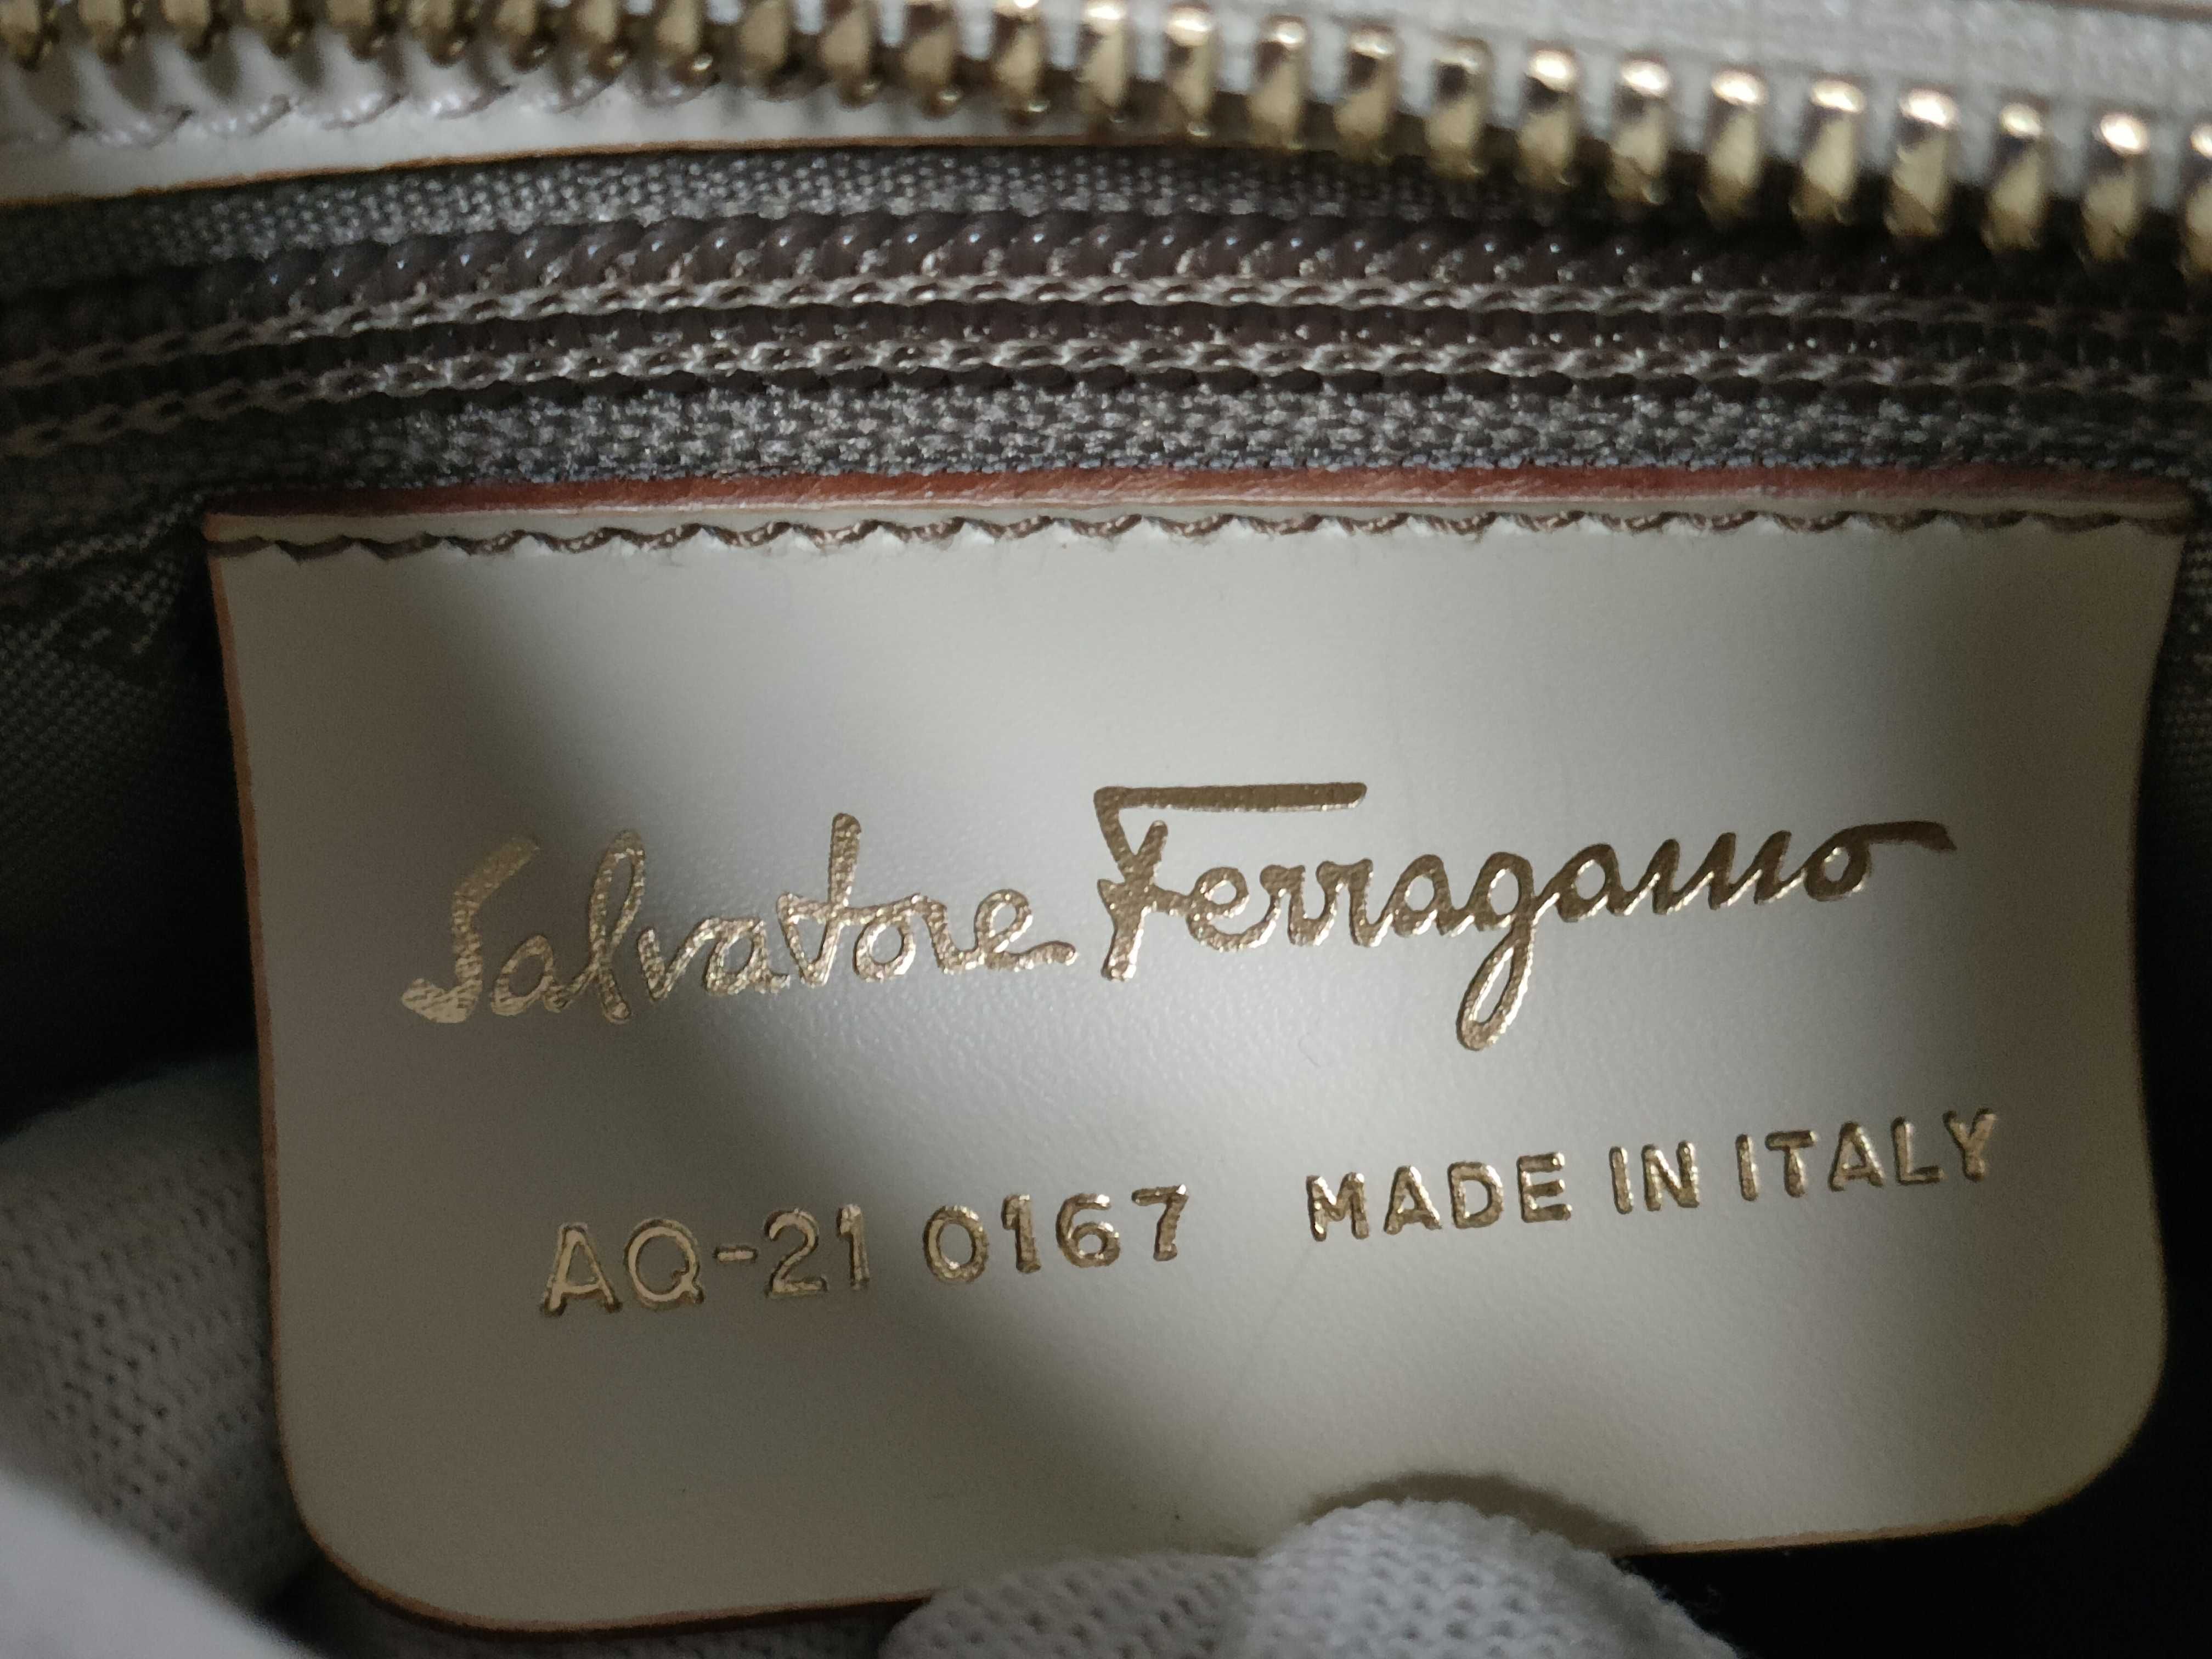 Salvatore Ferragamo
AQ-21 0167 MADE IN ITALY